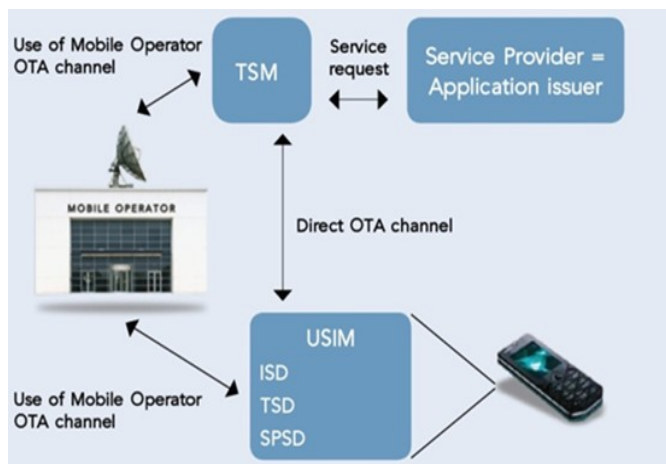 Use of Mobile Operator
OTA channel
TSM
Service
request
Service Provider =
Application issuer
MOBILE OPERATOR
Direct OTA channel
USIM
ISD
TSD
SPSD
Use of Mobile Operator
OTA channel